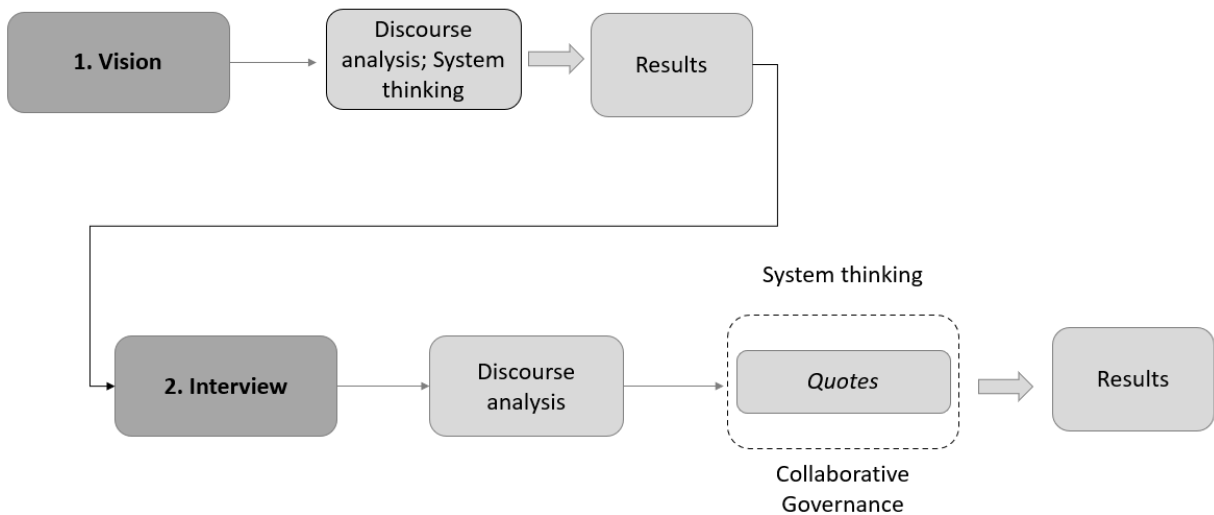 1. Vision
Discourse
analysis; System
thinking
Results
System thinking
2. Interview
Discourse
analysis
Quotes
Results
Collaborative
Governance